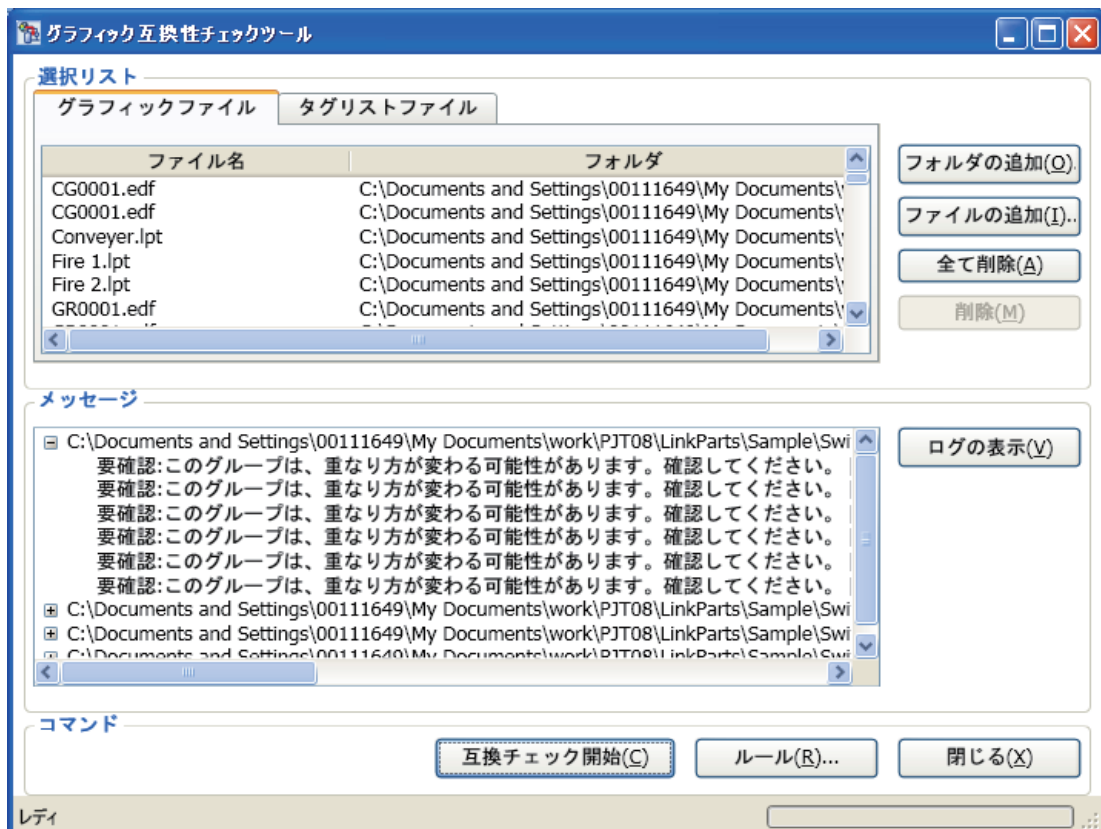 グラフィック互換性チェックツール
選択リスト
グラフィックファイル タグリストファイル
ファイル名 フォルダ
CG0001.edf C:\Documents and Settings\00111649\My Documents\
CG0001.edf C:\Documents and Settings\00111649\My Documents\
Conveyer.lpt C:\Documents and Settings\00111649\My Documents\
Fire 1.lpt C:\Documents and Settings\00111649\My Documents\
Fire 2.lpt C:\Documents and Settings\00111649\My Documents\
GR0001.edf C:\Documents and Settings\00111649\My Documents\
フォルダの追加(O).
ファイルの追加(I)..
全て削除(A)
削除(M)
メッセージ
C:\Documents and Settings\00111649\My Documents\work\PJT08\LinkParts\Sample\Swi
要確認:このグループは、重なり方が変わる可能性があります。確認してください。
要確認:このグループは、重なり方が変わる可能性があります。確認してください。
要確認:このグループは、重なり方が変わる可能性があります。確認してください。
要確認:このグループは、重なり方が変わる可能性があります。確認してください。
要確認:このグループは、重なり方が変わる可能性があります。確認してください。
要確認:このグループは、重なり方が変わる可能性があります。確認してください。
C:\Documents and Settings\00111649\My Documents\work\PJT08\LinkParts\Sample\Swi
C:\Documents and Settings\00111649\My Documents\work\PJT08\LinkParts\Sample\Swi
C:\Documents and Settings\00111649\My Documents\work\PJT08\LinkParts\Sample\Swi
ログの表示(V)
コマンド
互換チェック開始(C) ルール(R)... 閉じる(X)
レディ